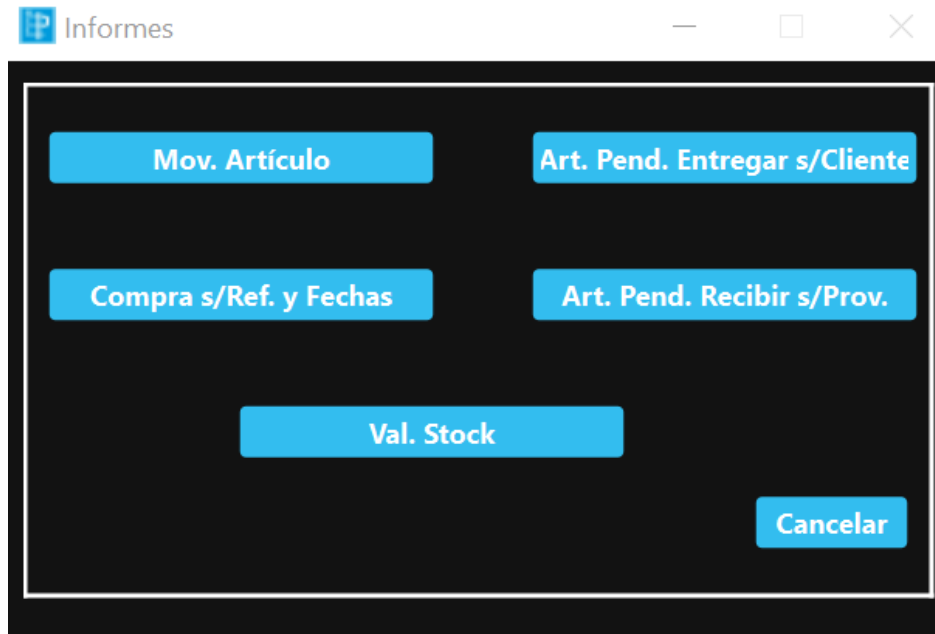 Informes
Mov. Artículo
Art. Pend. Entregar s/Cliente
Compra s/Ref. y Fechas
Art. Pend. Recibir s/Prov.
Val. Stock
Cancelar